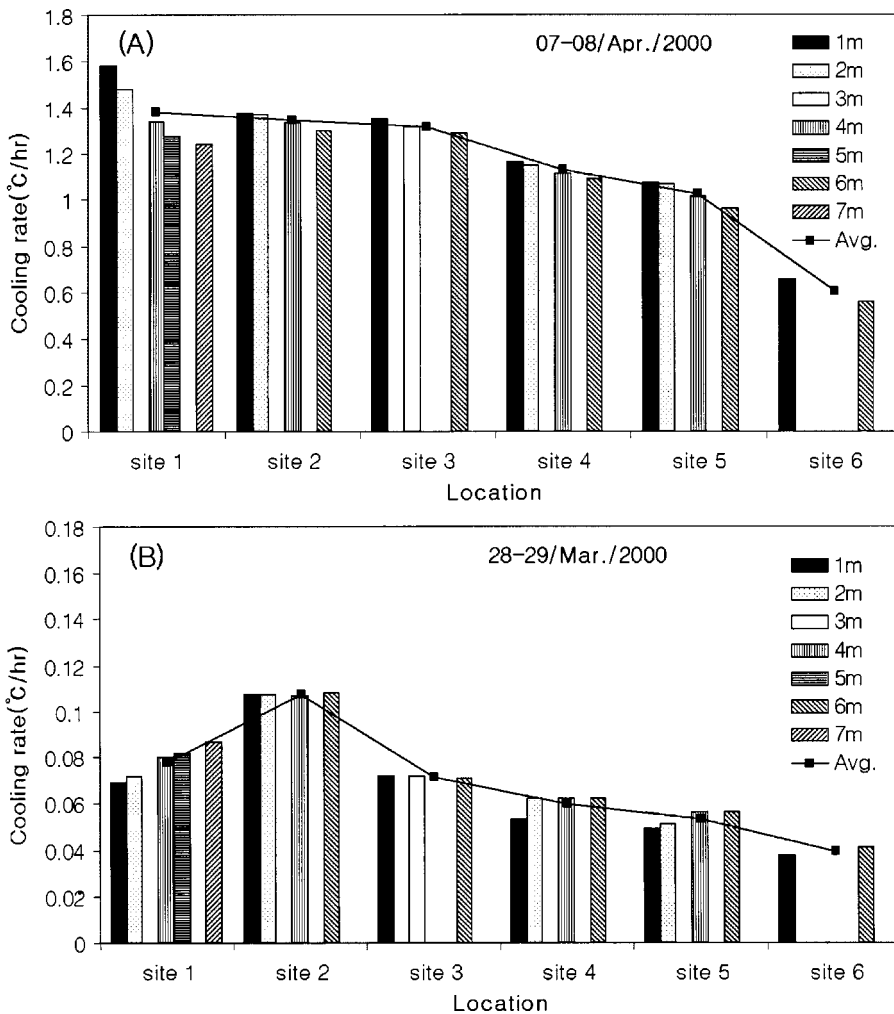 (A)
07-08/Apr./2000
Cooling rate(℃/hr)
1.8
1.6
1.4
1.2
1
0.8
0.6
0.4
0.2
0
1m
2m
3m
4m
5m
6m
7m
Avg.
site 1 site 2 site 3 site 4 site 5 site 6
Location
(B)
28-29/Mar./2000
Cooling rate(℃/hr)
0.18
0.16
0.14
0.12
0.1
0.08
0.06
0.04
0.02
0
1m
2m
3m
4m
5m
6m
7m
Avg.
site 1 site 2 site 3 site 4 site 5 site 6
Location